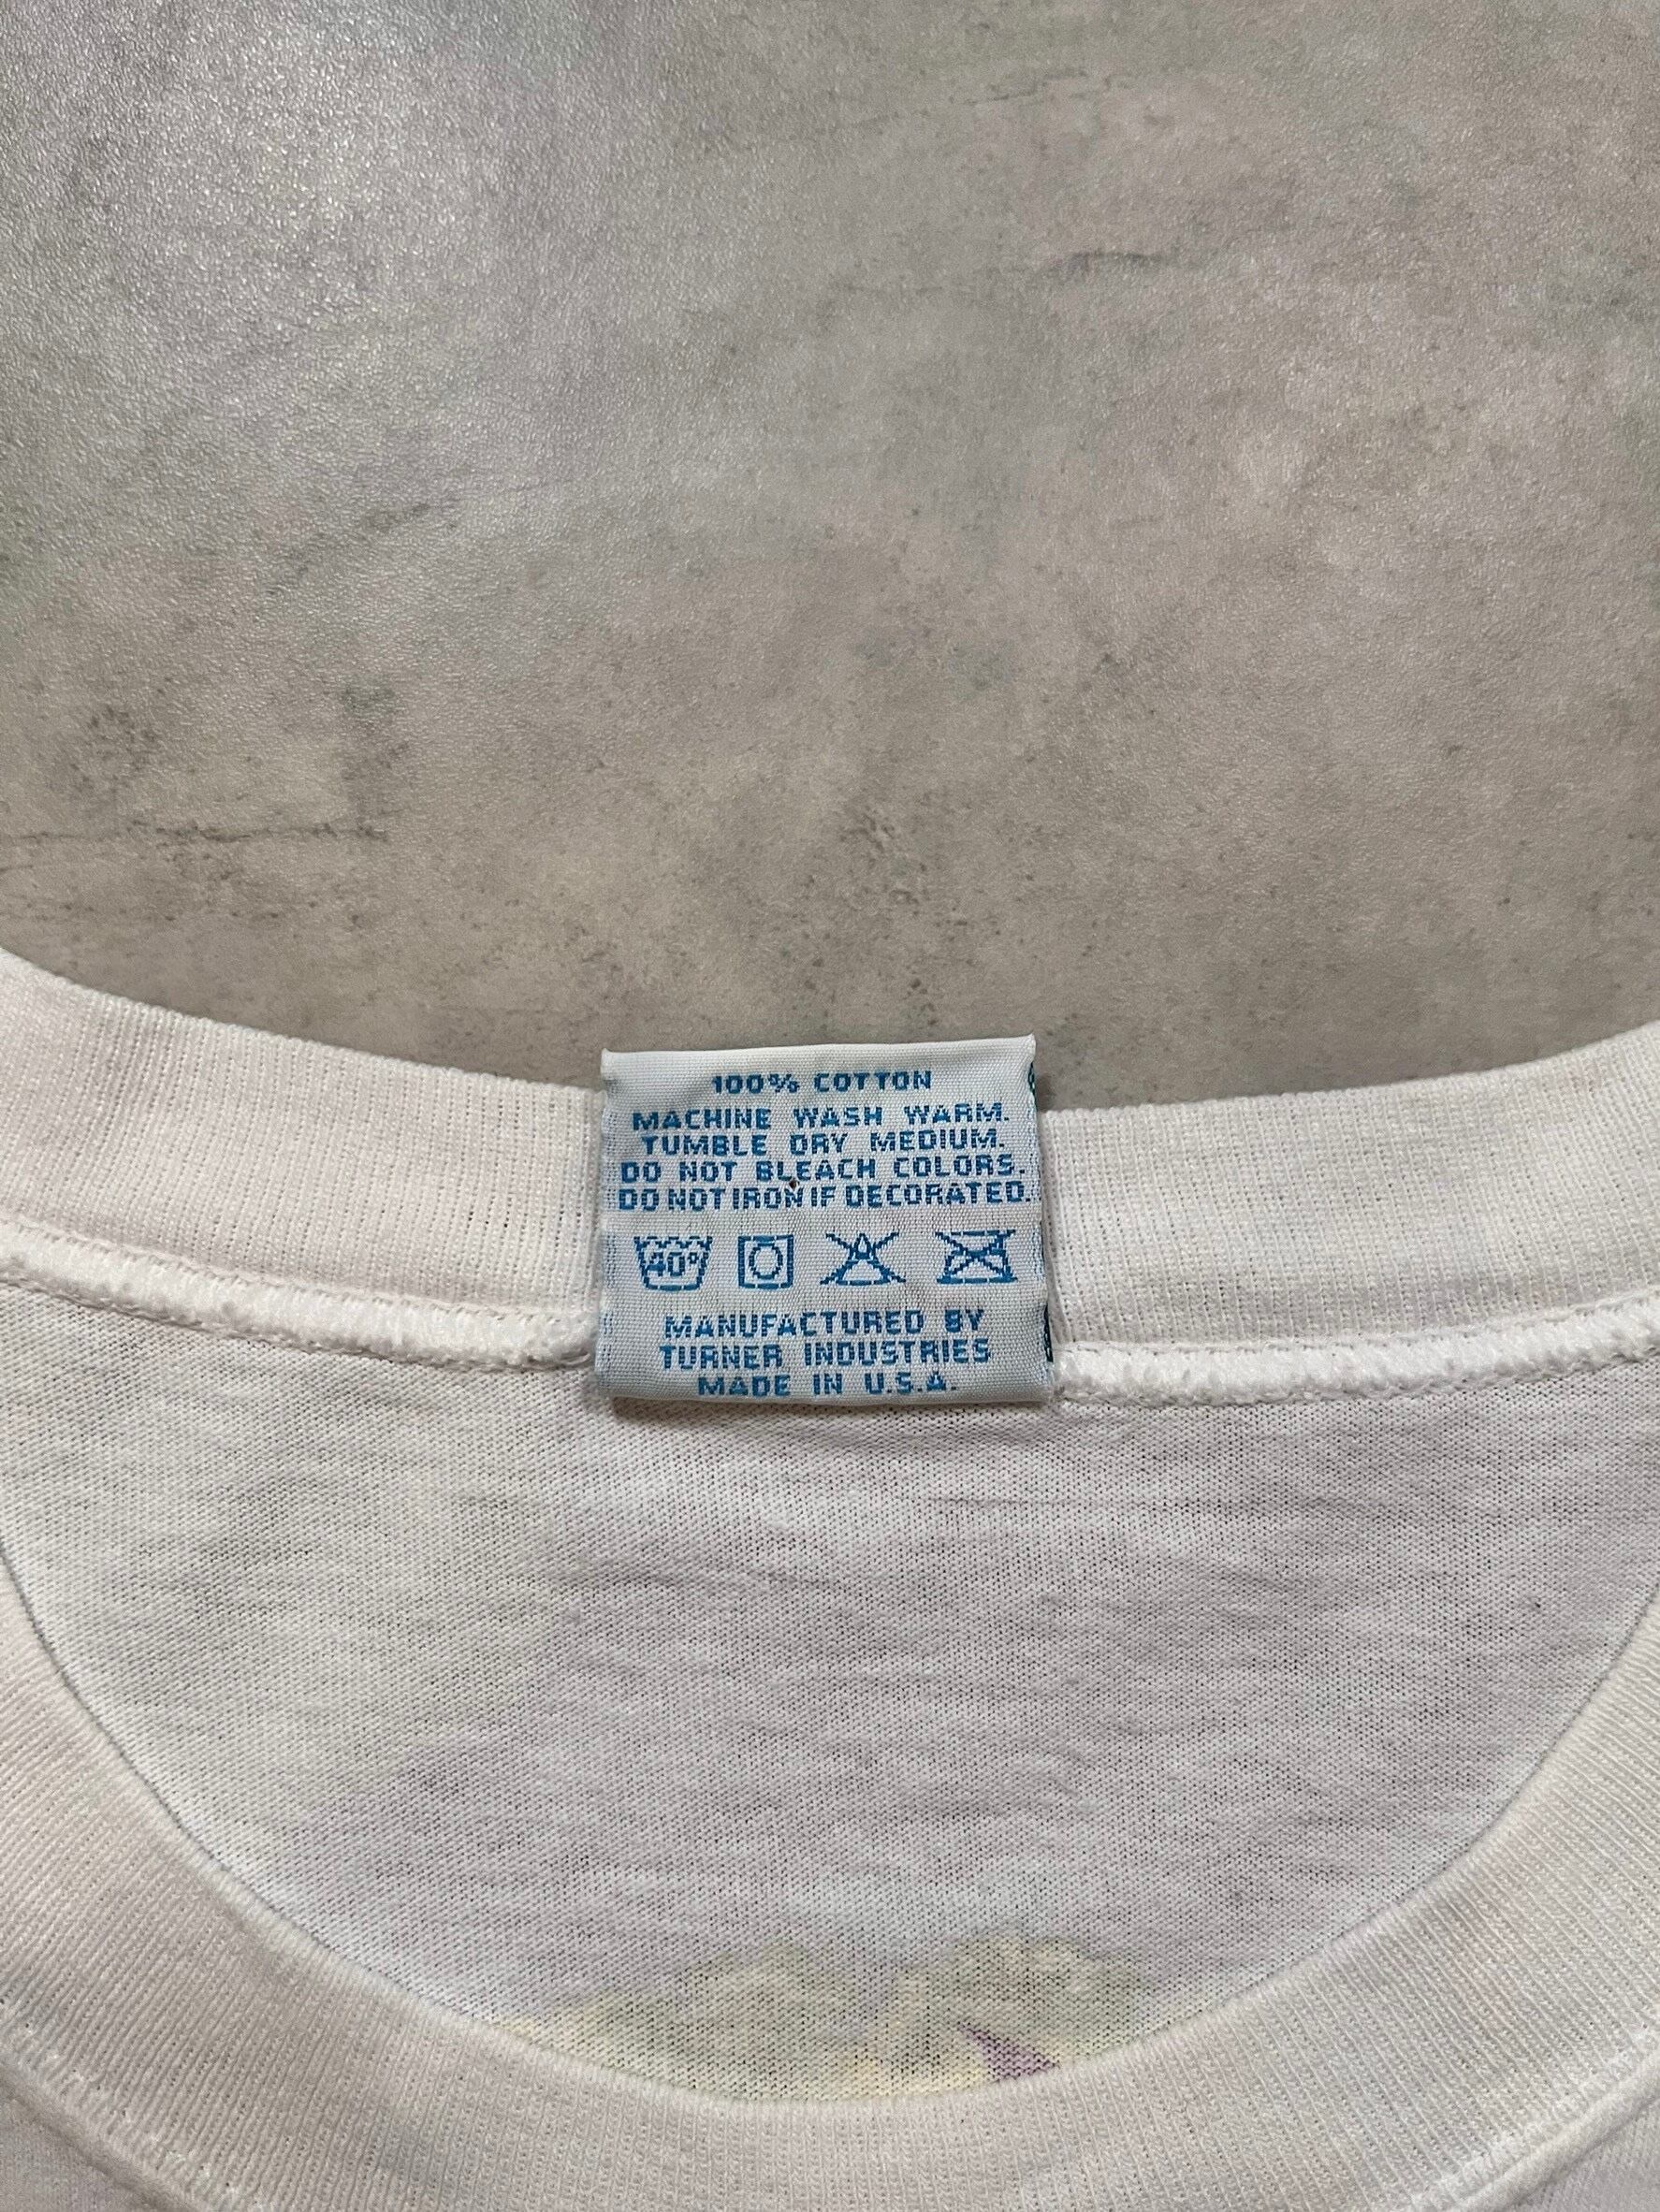 100% COTTON
MACHINE WASH WARM.
TUMBLE DRY MEDIUM.
DO NOT BLEACH COLORS.
DO NOT IRON IF DECORATED.
40°
MANUFACTURED BY
TURNER INDUSTRIES
MADE IN U.S.A.